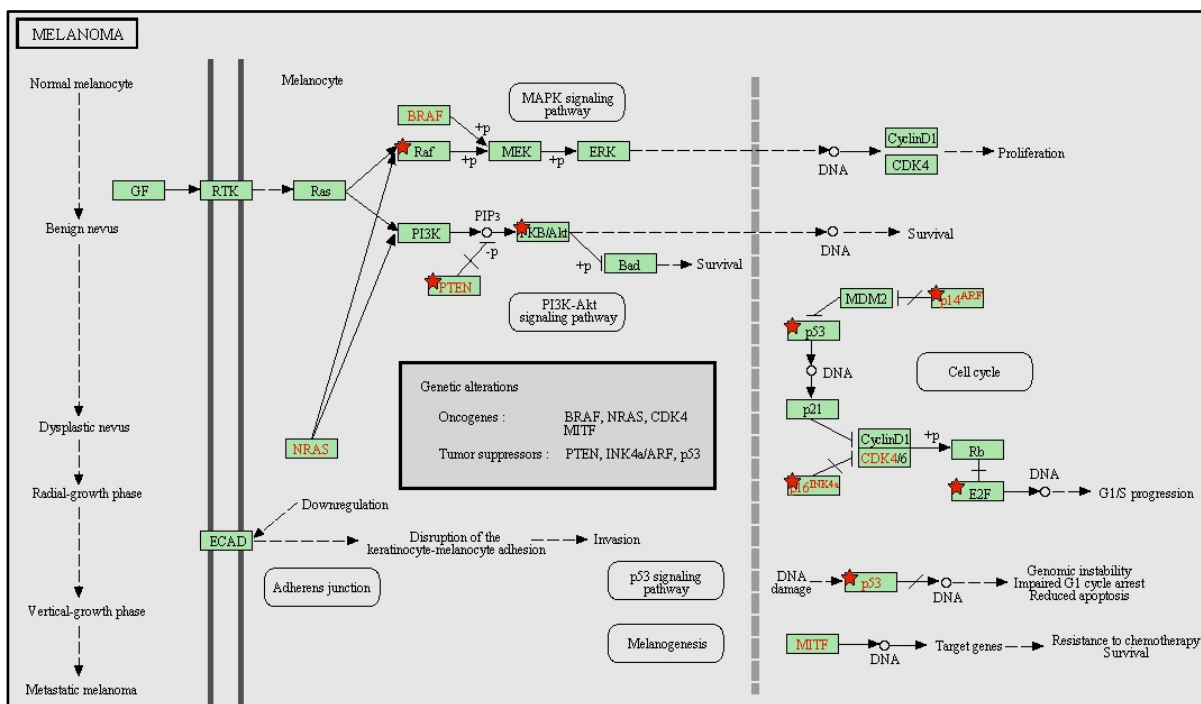 MELANOMA
Normal melanocyte
Benign nevus
Dysplastic nevus
Radial-growth phase
Vertical-growth phase
Metastatic melanoma
Melanocyte
GF
RTK
Ras
BRAF
Raf
+p
+p
MEK
+p
ERK
MAPK signaling
pathway
DNA
CyclinD1
CDK4
Proliferation
PI3K
PIP3
-p
PKB/Akt
PTEN
+p
Bad
Survival
DNA
Survival
PI3K-Akt
signaling pathway
NRAS
Genetic alterations
Oncogenes : BRAF, NRAS, CDK4
MITF
Tumor suppressors : PTEN, INK4a/ARF, p53
MDM2
p14ARF
p53
DNA
p21
Cell cycle
CyclinD1
CDK4/6
+p
Rb
p16INK4a
E2F
DNA
G1/S progression
Downregulation
ECAD
Disruption of the
keratinocyte-melanocyte adhesion
Invasion
Adherens junction
p53 signaling
pathway
Melanogenesis
DNA
damage
p53
DNA
Genomic instability
Impaired G1 cycle arrest
Reduced apoptosis
MITF
DNA
Target genes
Resistance to chemotherapy
Survival